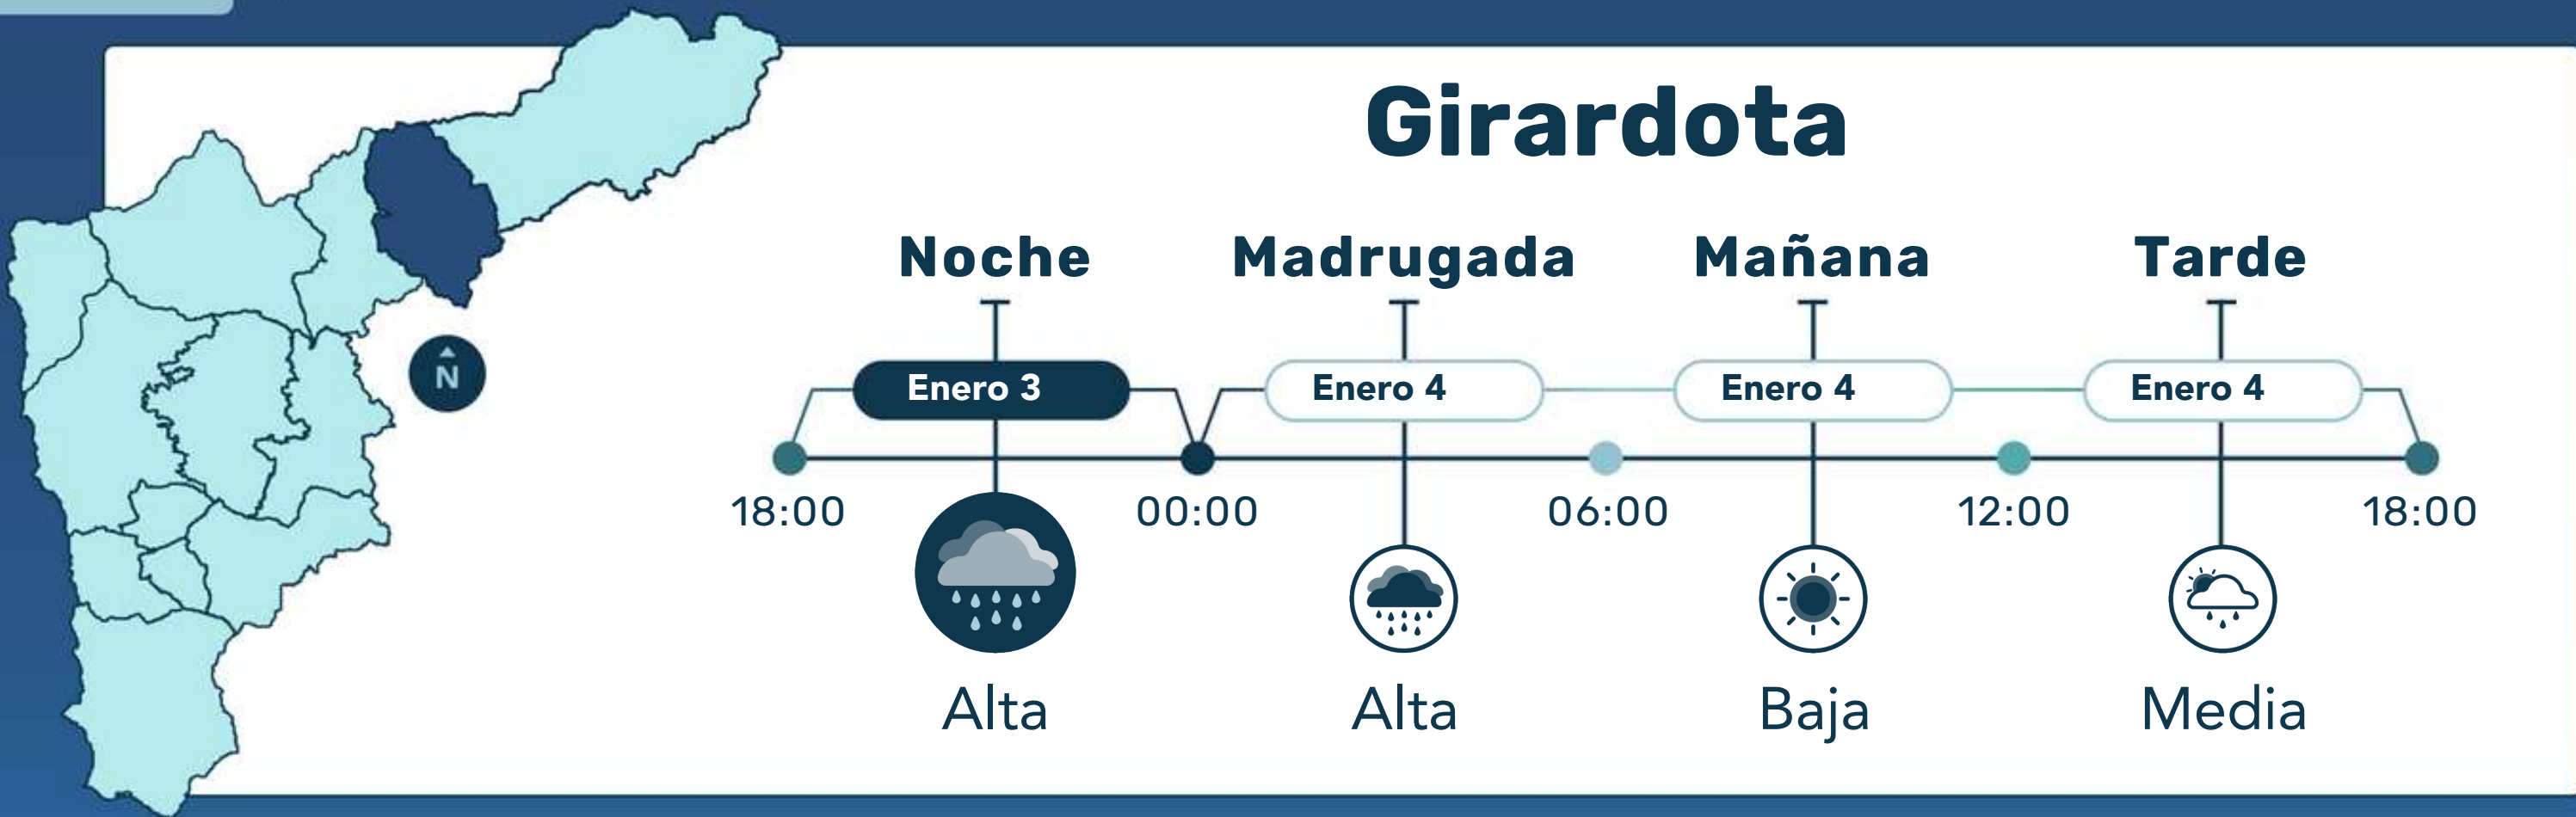 Girardota
Noche Madrugada Mañana Tarde
N
Enero 3 Enero 4 Enero 4 Enero 4
18:00 00:00 06:00 12:00 18:00
Alta Alta Baja Media